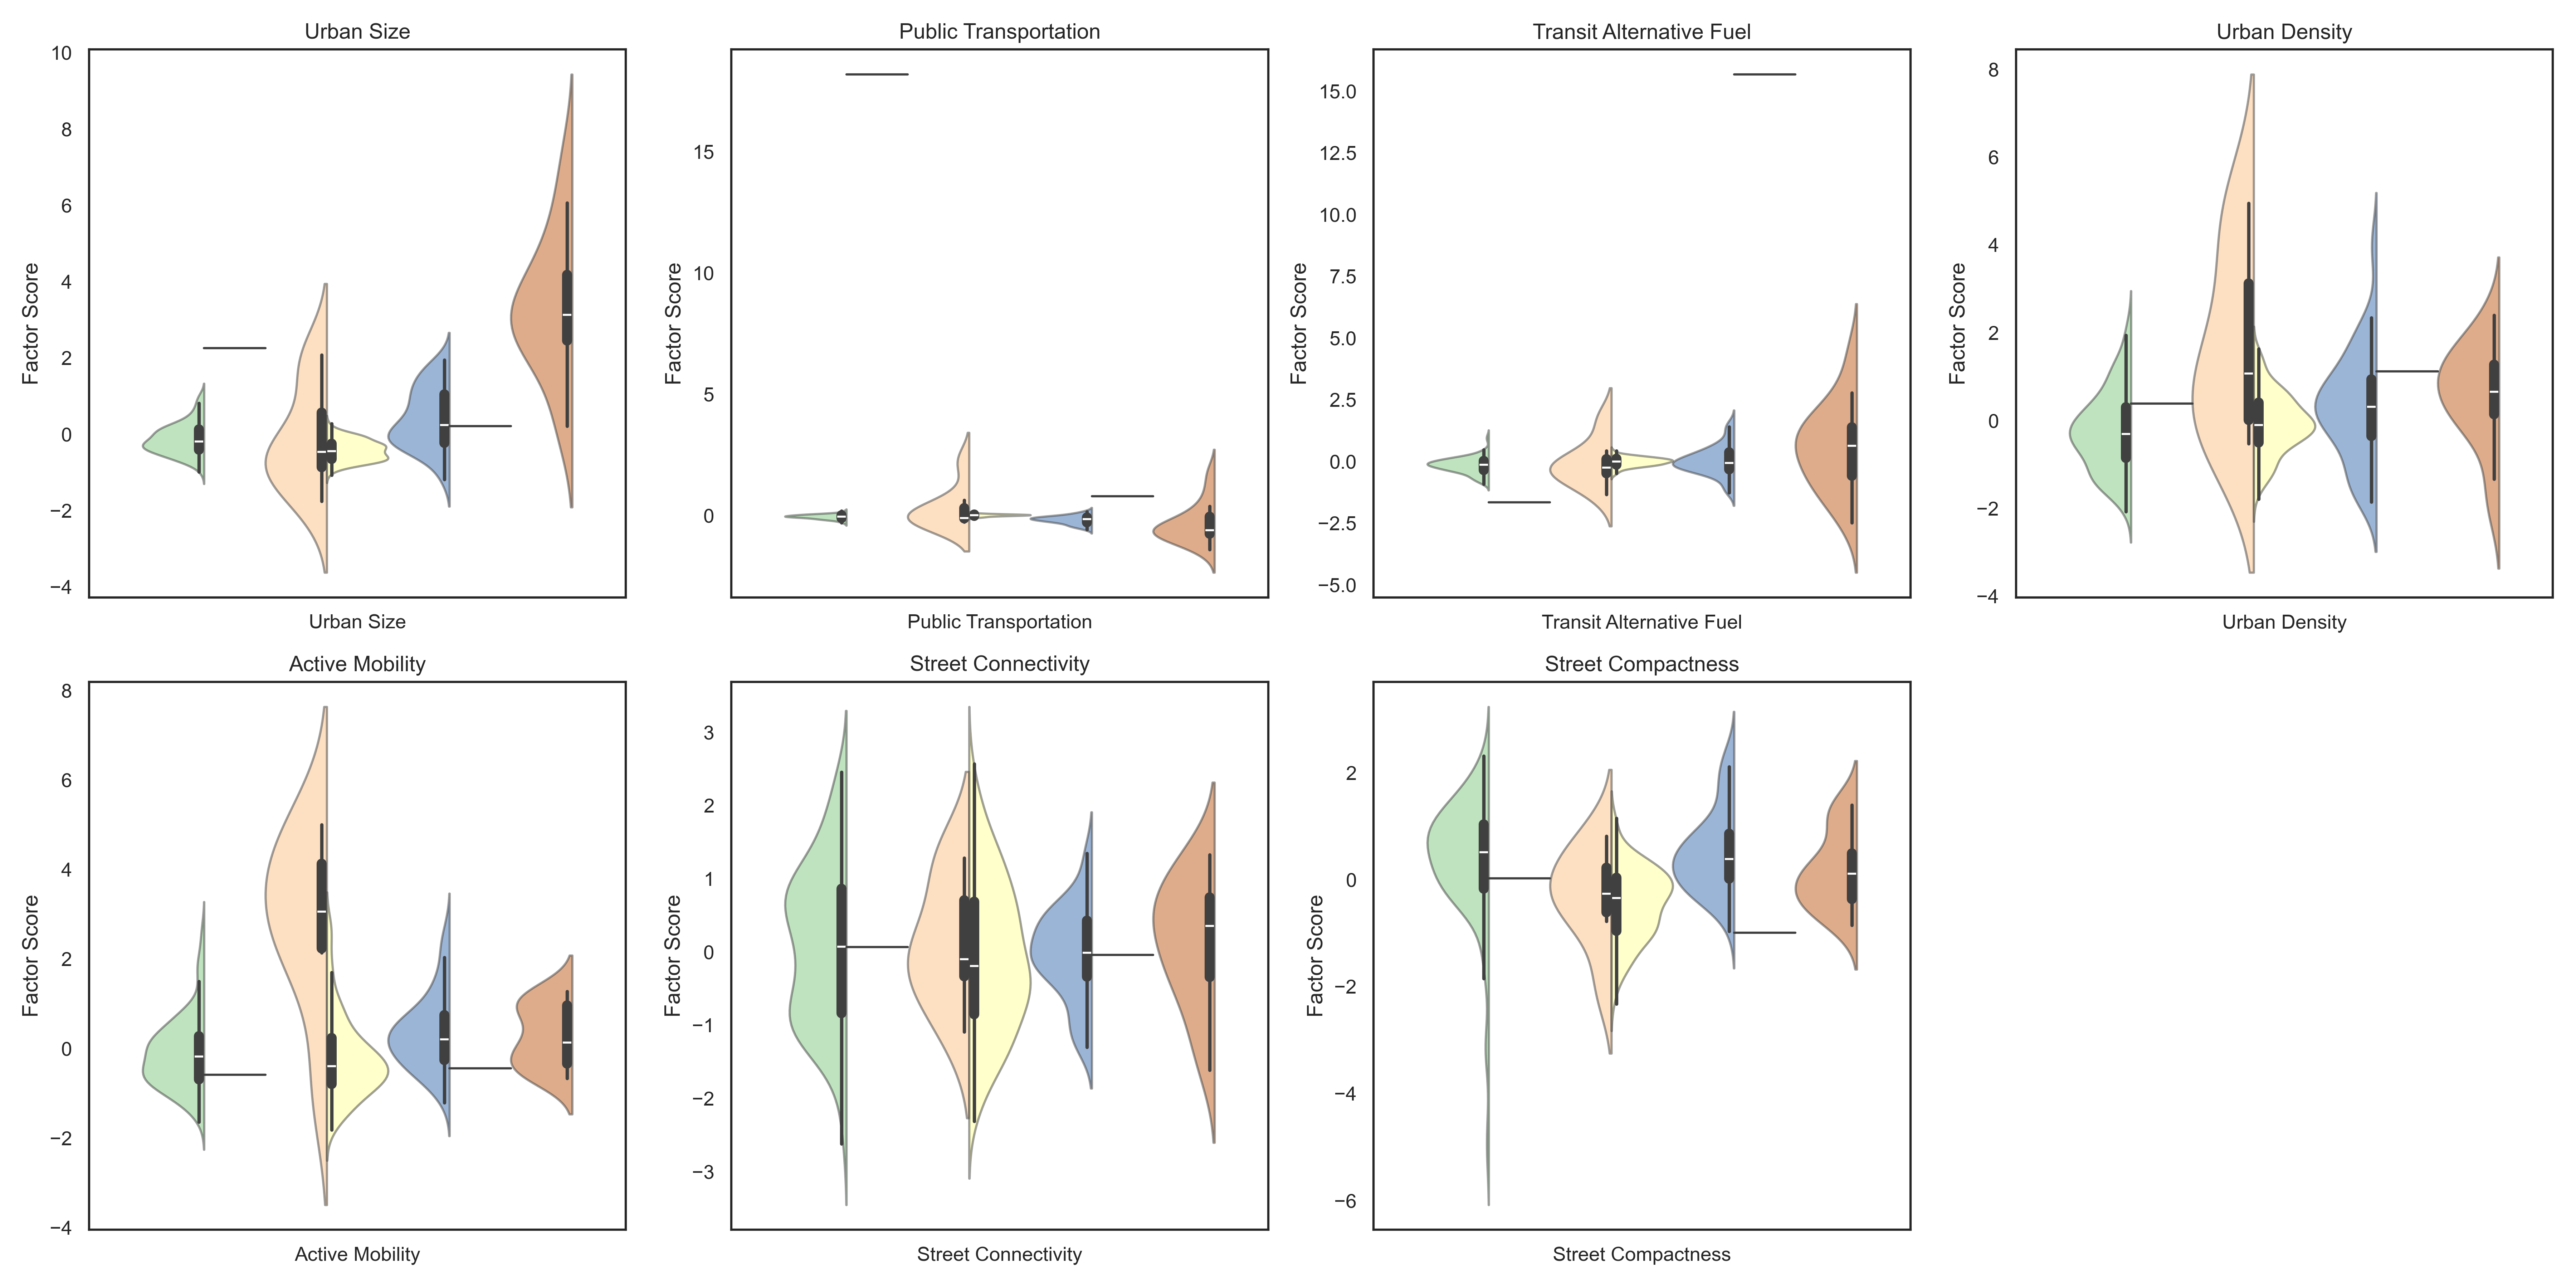 Urban Size
Public Transportation
Transit Alternative Fuel
Urban Density
Factor Score
10
8
6
4
2
0
−2
−4
Urban Size
Factor Score
15
10
5
0
Public Transportation
Factor Score
15.0
12.5
10.0
7.5
5.0
2.5
0.0
−2.5
−5.0
Transit Alternative Fuel
Factor Score
8
6
4
2
0
−2
−4
Urban Density
Active Mobility
Street Connectivity
Street Compactness
Factor Score
8
6
4
2
0
−2
−4
Active Mobility
Factor Score
3
2
1
0
−1
−2
−3
Street Connectivity
Factor Score
2
0
−2
−4
−6
Street Compactness